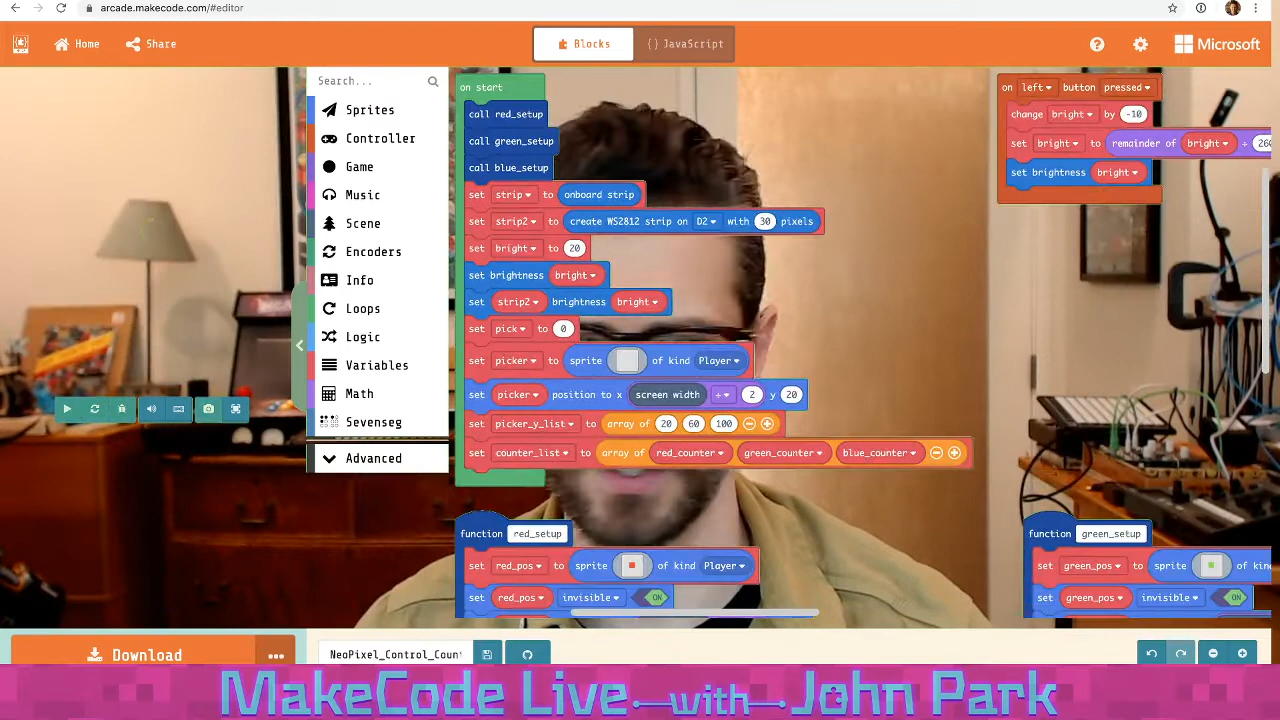 arcade.makecode.com/#editor
Home
Share
Blocks
{ } JavaScript
Microsoft
Search...
Sprites
Controller
Game
Music
Scene
Encoders
Info
Loops
Logic
Variables
Math
Sevenseg
Advanced
on start
call red_setup
call green_setup
call blue_setup
set strip to onboard strip
set strip2 to create WS2812 strip on D2 with 30 pixels
set bright to 20
set brightness bright
set strip2 brightness bright
set pick to 0
set picker to sprite of kind Player
set picker position to x screen width ÷ 2 y 20
set picker_y_list to array of 20 60 100
set counter_list to array of red_counter green_counter blue_counter
on left button pressed
change bright by -10
set bright to remainder of bright ÷ 260
set brightness bright
function red_setup
set red_pos to sprite of kind Player
set red_pos invisible ON
function green_setup
set green_pos to sprite of kin
set green_pos invisible ON
Download
NeoPixel_Control_Coun
MakeCode Live with John Park